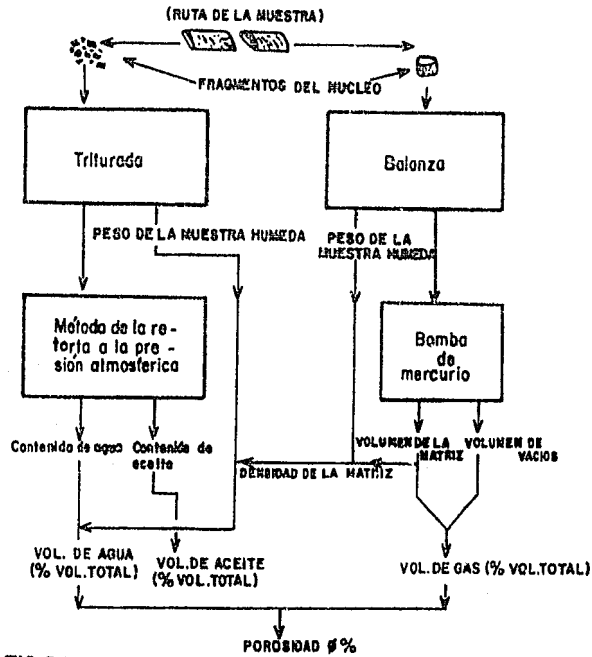 (RUTA DE LA MUESTRA)
FRAGMENTOS DEL NUCLEO
Triturada
Balanza
PESO DE LA MUESTRA HUMEDA
PESO DE LA
MUESTRA HUMEDA
Método de la re-
torta a la pre -
sión atmosferica
Bomba
de
mercurio
Contenido de agua
Contenido de
aceite
VOLUMEN DE LA
MATRIZ
VOLUMEN DE
VACIOS
DENSIDAD DE LA MATRIZ
VOL. DE AGUA
(% VOL.TOTAL)
VOL.DE ACEITE
(% VOL.TOTAL)
VOL.DE GAS (% VOL.TOTAL)
POROSIDAD Ø %